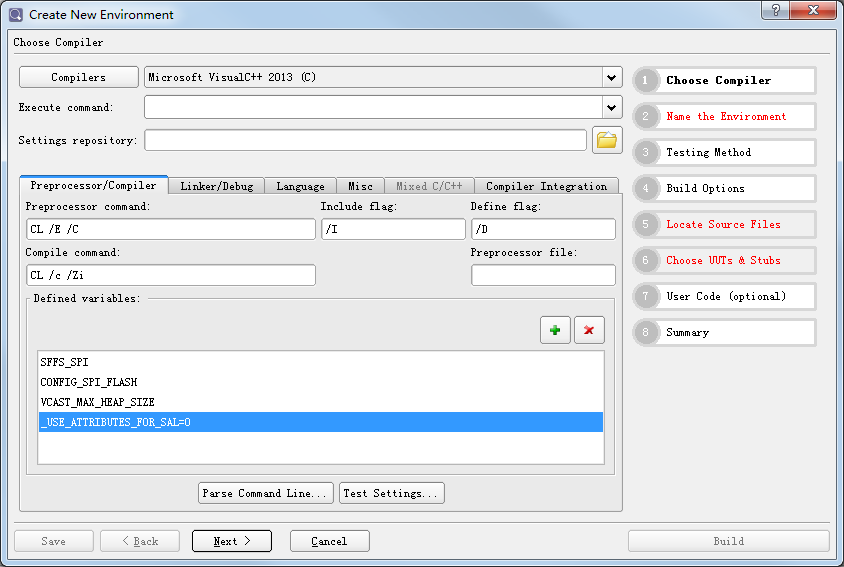 Create New Environment
Choose Compiler
Compilers
Microsoft VisualC++ 2013 (C)
Execute command:
Settings repository:
Preprocessor/Compiler
Linker/Debug
Language
Misc
Mixed C/C++
Compiler Integration
Preprocessor command:
Include flag:
Define flag:
CL /E /C
/I
/D
Compile command:
Preprocessor file:
CL /c /Zi
Defined variables:
SFFS_SPI
CONFIG_SPI_FLASH
VCAST_MAX_HEAP_SIZE
_USE_ATTRIBUTES_FOR_SAL=0
Parse Command Line...
Test Settings...
1 Choose Compiler
2 Name the Environment
3 Testing Method
4 Build Options
5 Locate Source Files
6 Choose UUTs & Stubs
7 User Code (optional)
8 Summary
Save
< Back
Next >
Cancel
Build